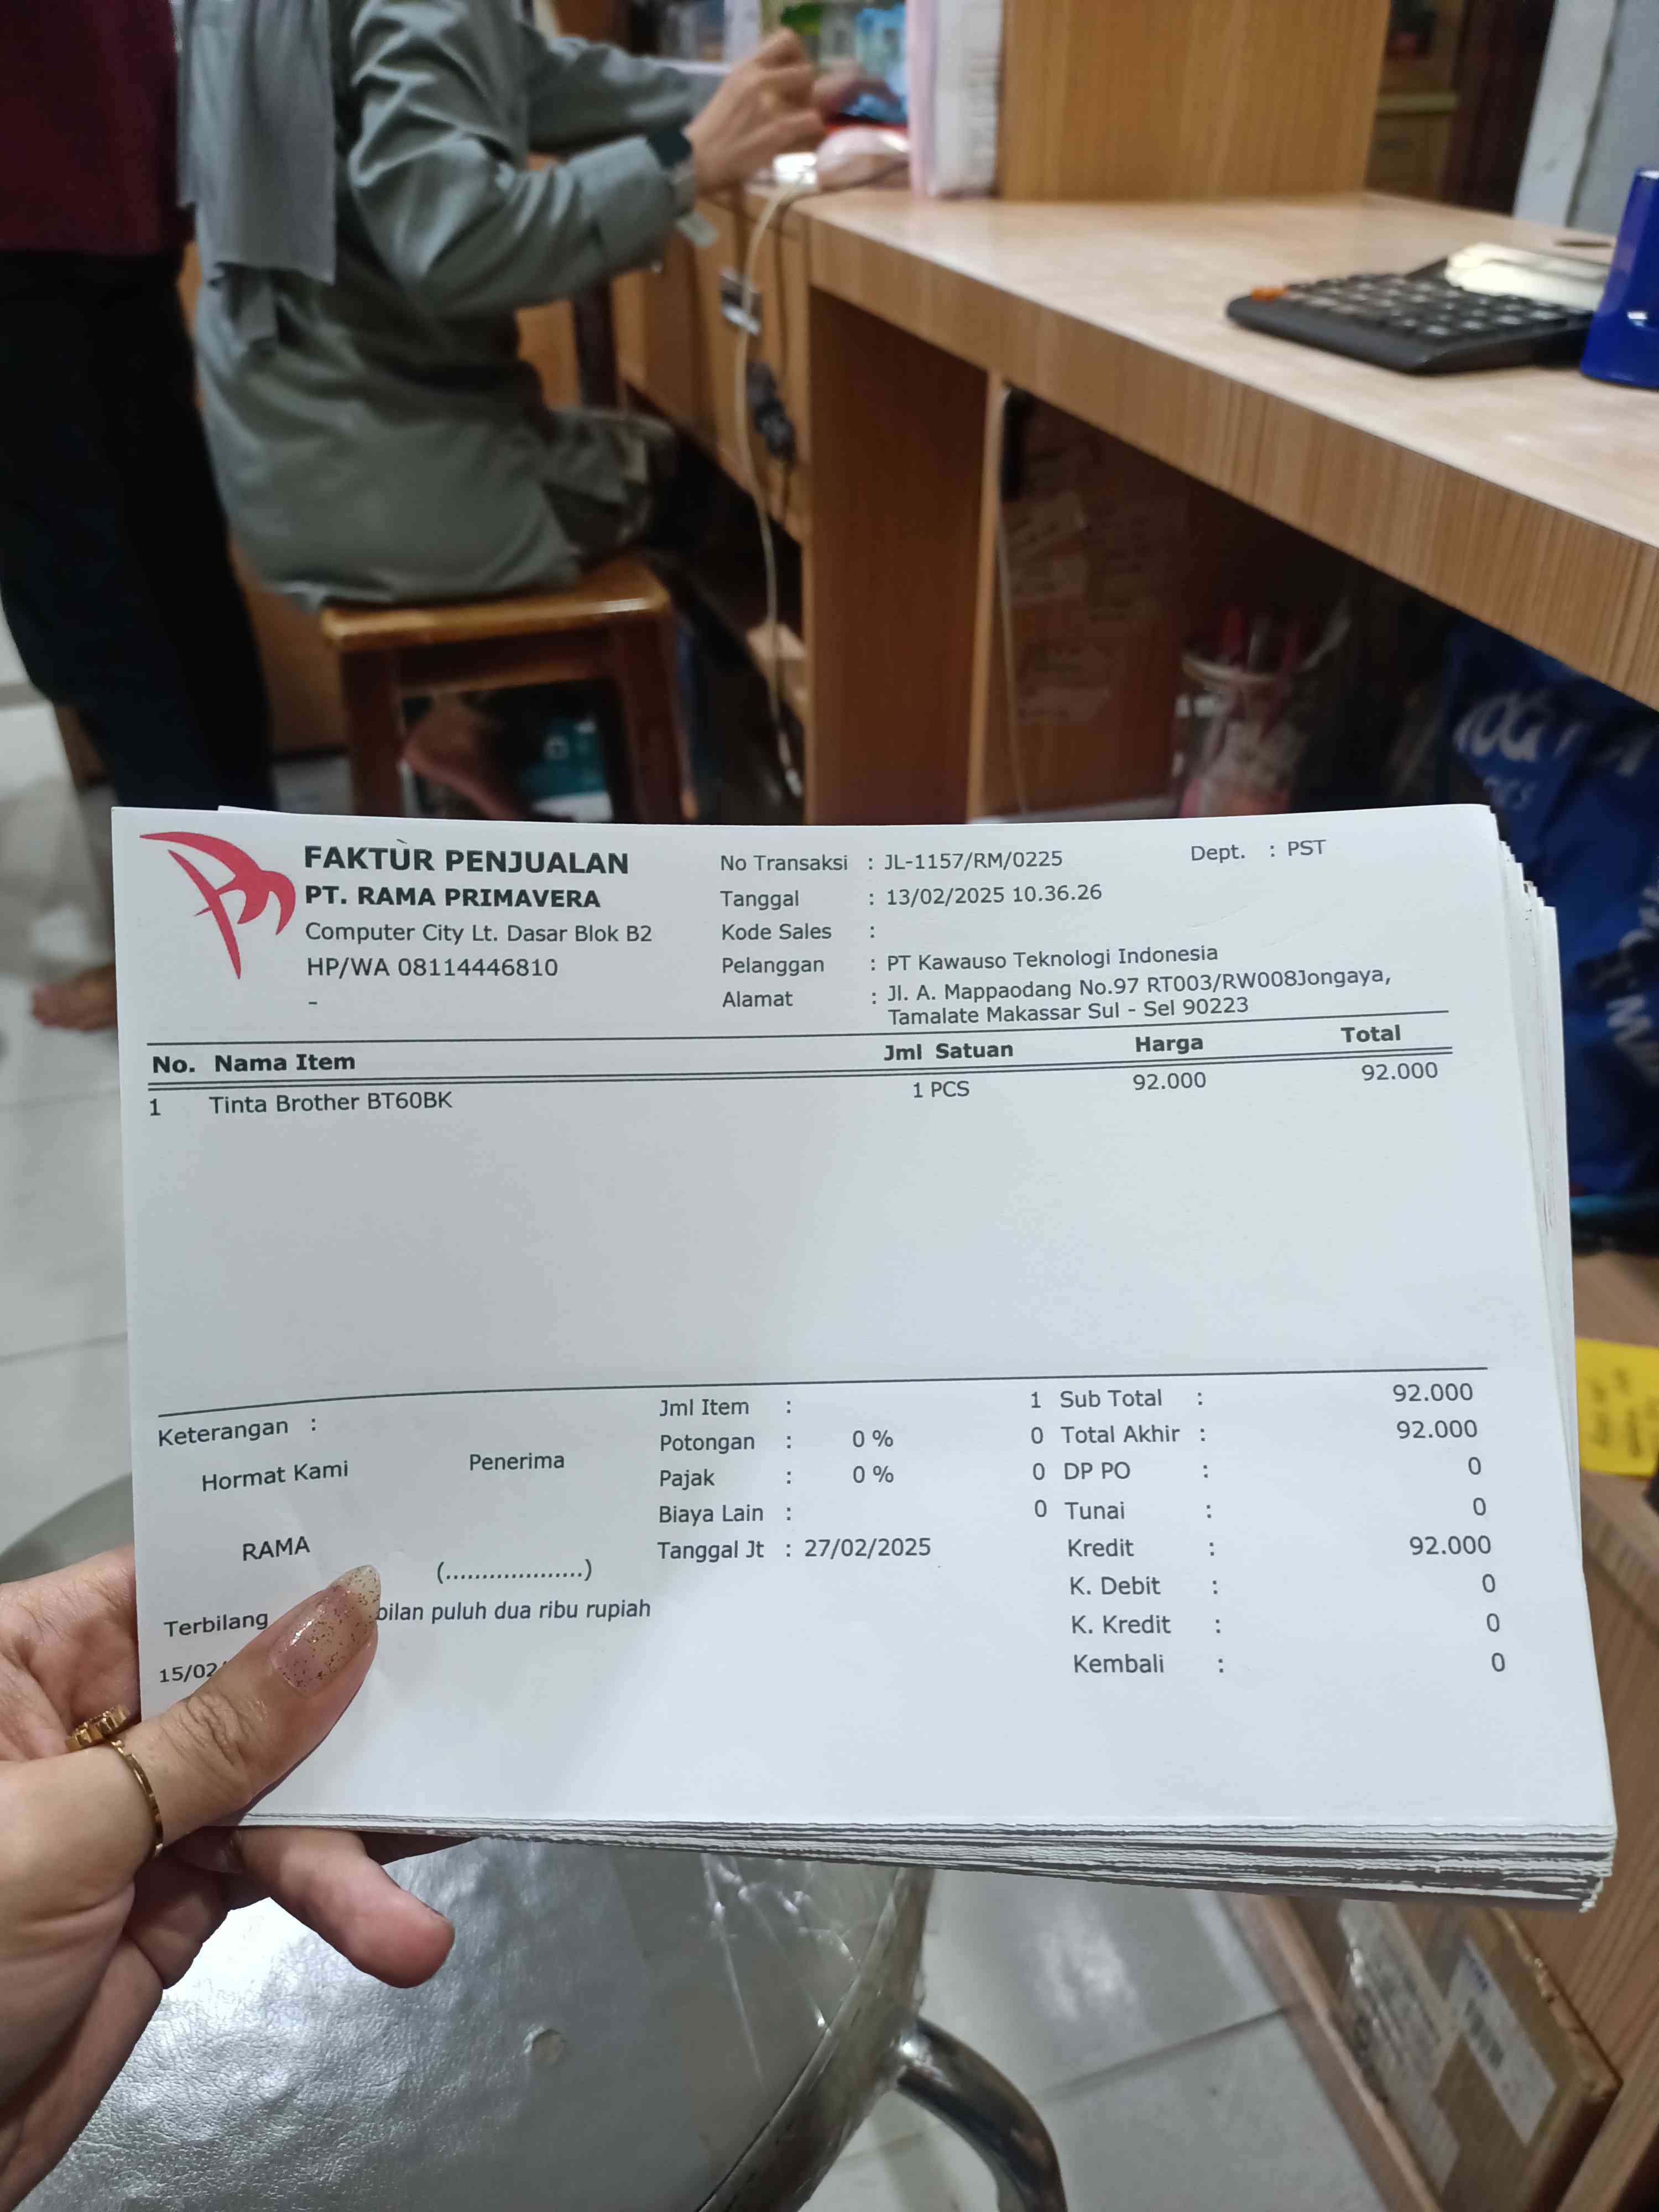 FAKTUR PENJUALAN
PT. RAMA PRIMAVERA
Computer City Lt. Dasar Blok B2
HP/WA 08114446810
-
No Transaksi : JL-1157/RM/0225
Dept. : PST
Tanggal : 13/02/2025 10.36.26
Kode Sales :
Pelanggan : PT Kawauso Teknologi Indonesia
Alamat : Jl. A. Mappaodang No.97 RT003/RW008Jongaya,
Tamalate Makassar Sul - Sel 90223
No. Nama Item Jml Satuan Harga Total
1 Tinta Brother BT60BK 1 PCS 92.000 92.000
Keterangan :
Hormat Kami Penerima
RAMA
(...................)
Terbilang bilan puluh dua ribu rupiah
15/02/
Jml Item : 1
Potongan : 0 % 0
Pajak : 0 % 0
Biaya Lain : 0
Tanggal Jt : 27/02/2025
Sub Total : 92.000
Total Akhir : 92.000
DP PO : 0
Tunai : 0
Kredit : 92.000
K. Debit : 0
K. Kredit : 0
Kembali : 0